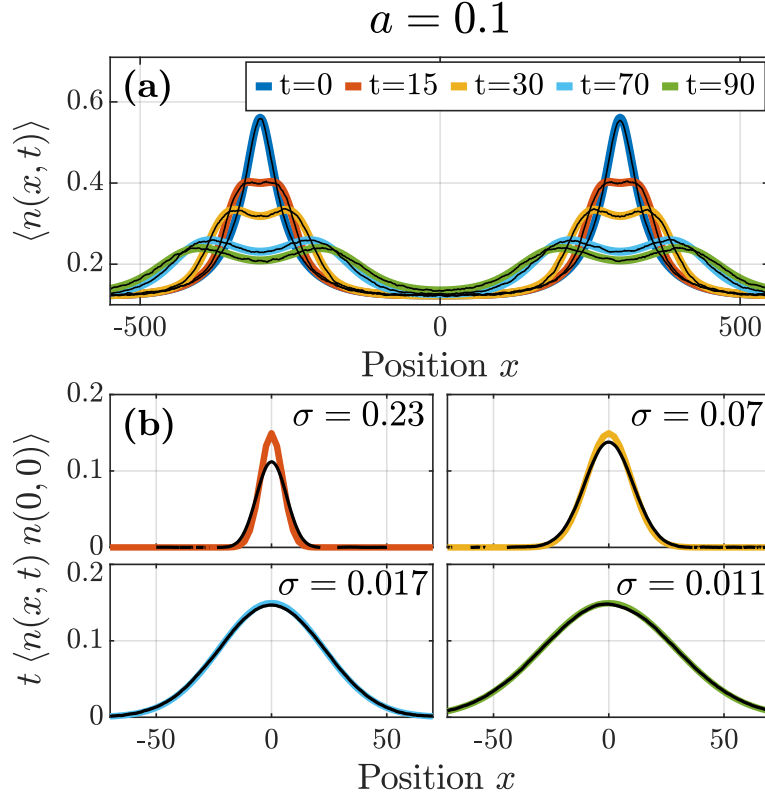 a = 0.1
(a)
t=0 t=15 t=30 t=70 t=90
0.6
0.4
0.2
⟨n(x, t)⟩
-500 0 500
Position x
(b)
σ = 0.23
σ = 0.07
0.2
0.1
0
σ = 0.017
σ = 0.011
0.2
0.1
0
t ⟨n(x, t) n(0, 0)⟩
-50 0 50
-50 0 50
Position x
Position x